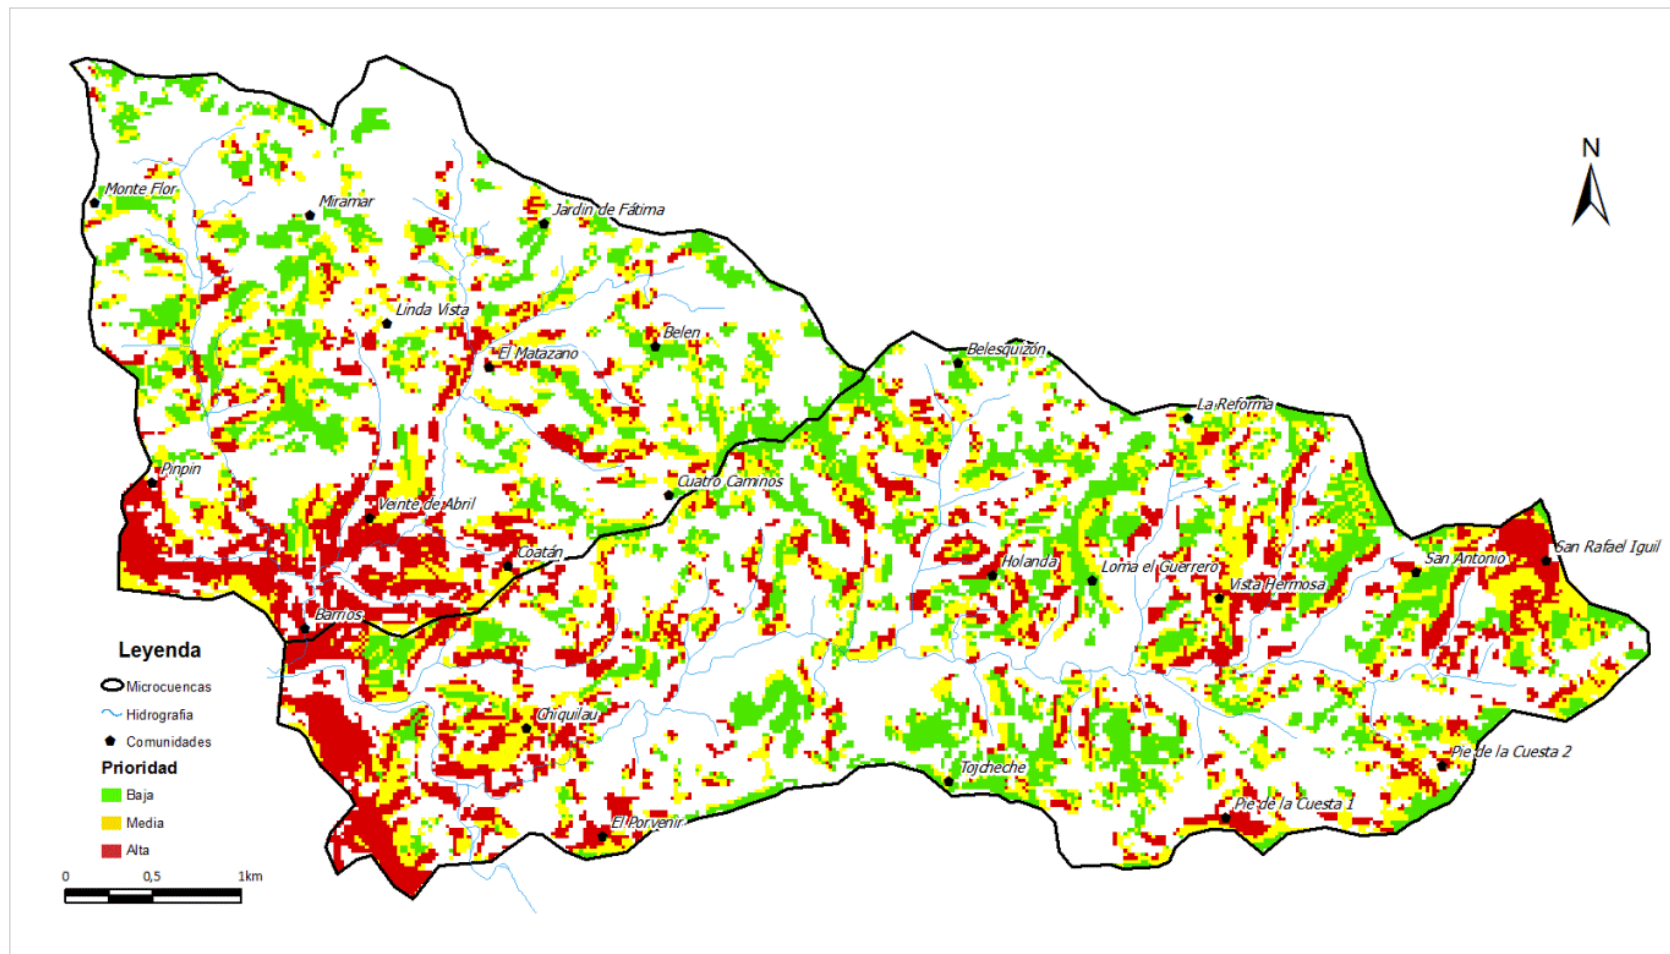 N
Monte Flor
Miramar
Jardin de Fátima
Linda Vista
Belen
El Matazano
Belesquizón
La Reforma
Pinpin
Cuatro Caminos
Veinte de Abril
Coatán
San Rafael Iguil
Holanda
Loma el Guerrero
San Antonio
Vista Hermosa
Barrios
Chiquilau
Pie de la Cuesta 2
Tojcheche
Pie de la Cuesta 1
El Porvenir
Leyenda
Microcuencas
Hidrografia
Comunidades
Prioridad
Baja
Media
Alta
0 0,5 1km